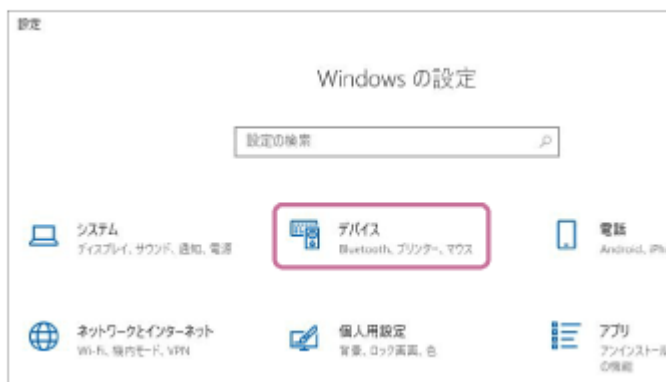 設定
Windows の設定
設定の検索
システム
ディスプレイ、サウンド、通知、電源
デバイス
Bluetooth、プリンター、マウス
電話
Android、iPh
ネットワークとインターネット
Wi-Fi、機内モード、VPN
個人用設定
背景、ロック画面、色
アプリ
アンインストール
の機能